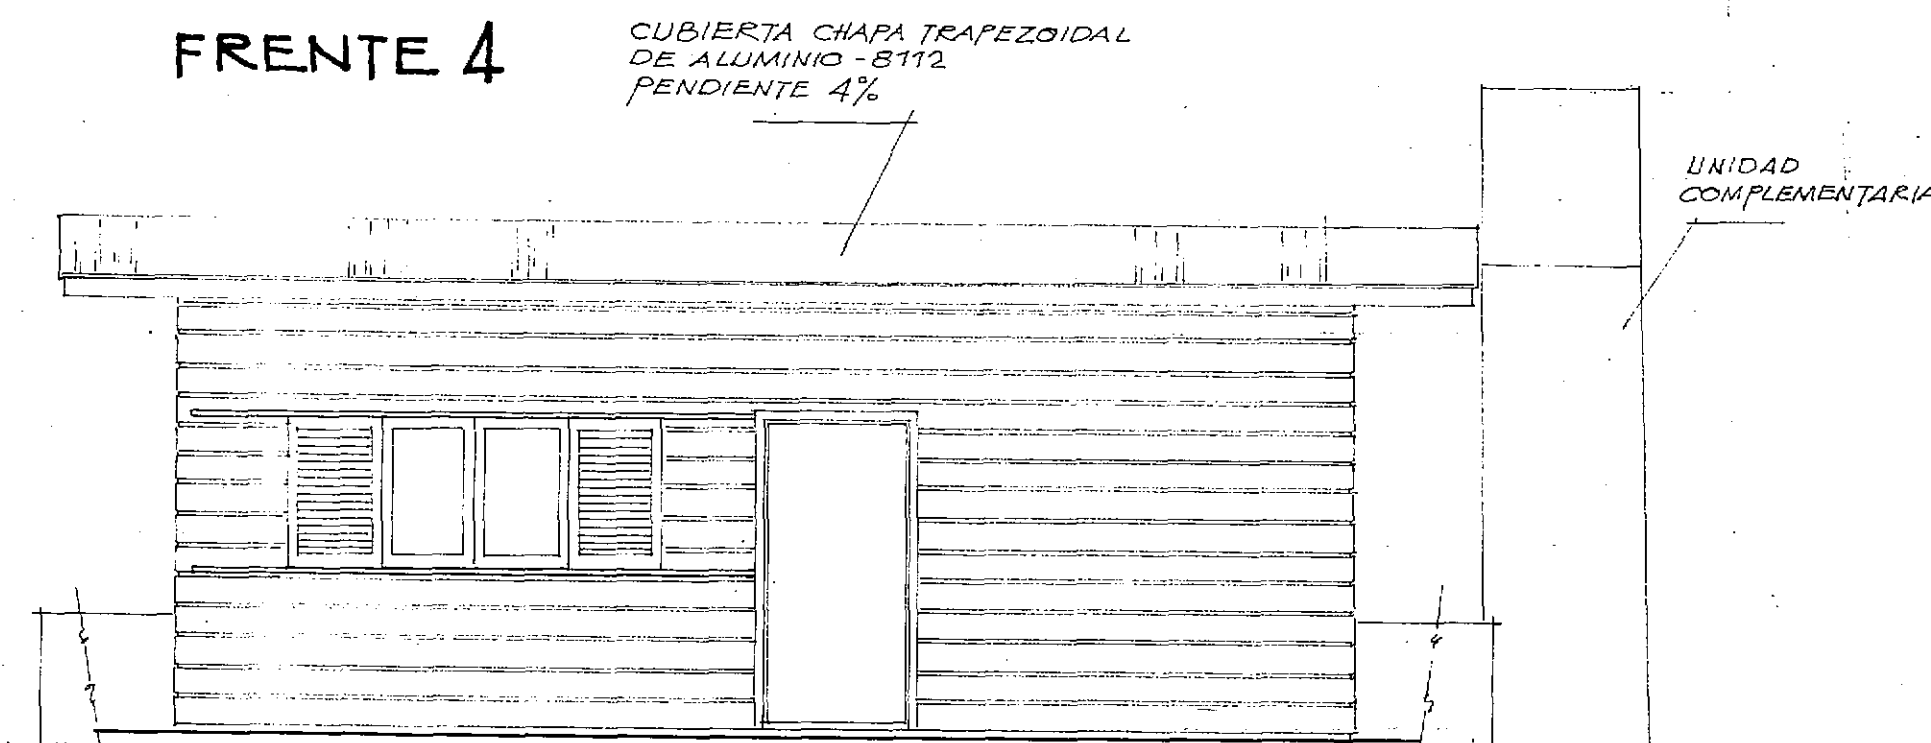 FRENTE 4
CUBIERTA CHAPA TRAPEZOIDAL
DE ALUMINIO - 8112
PENDIENTE 4%
UNIDAD
COMPLEMENTARIA